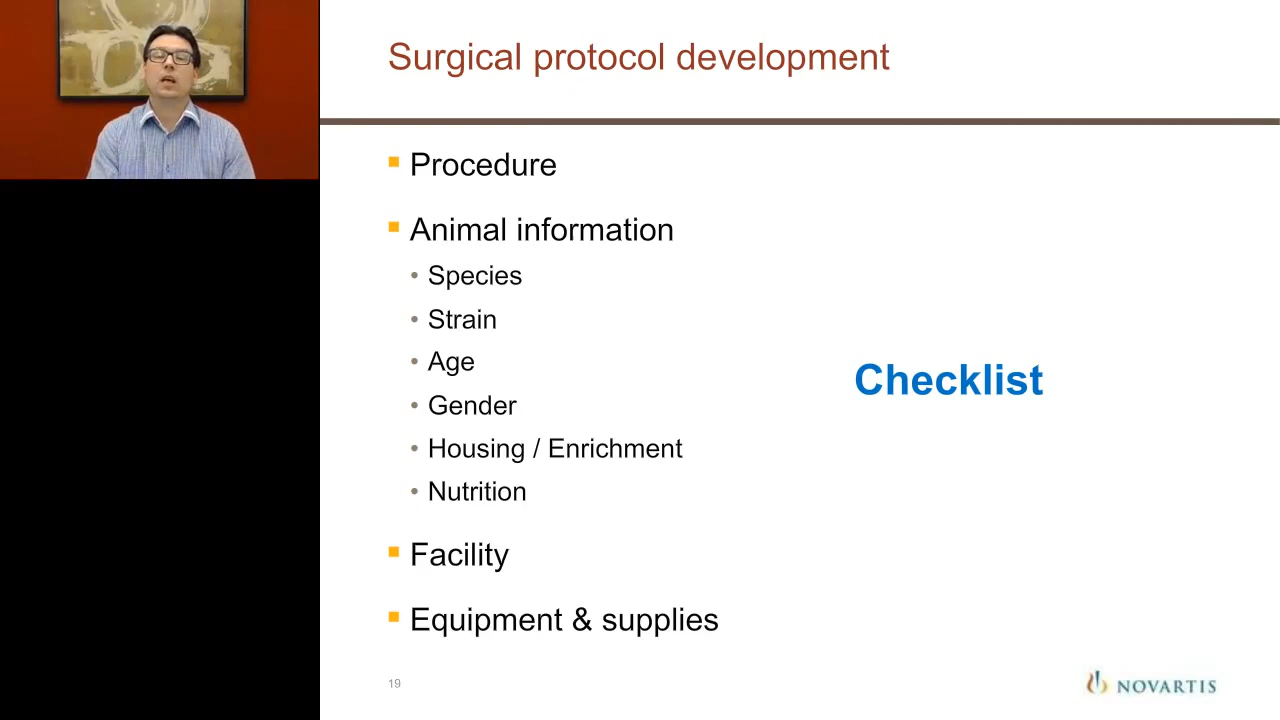 Surgical protocol development
Procedure
Animal information
Species
Strain
Age
Gender
Housing / Enrichment
Nutrition
Facility
Equipment & supplies
Checklist
19
NOVARTIS